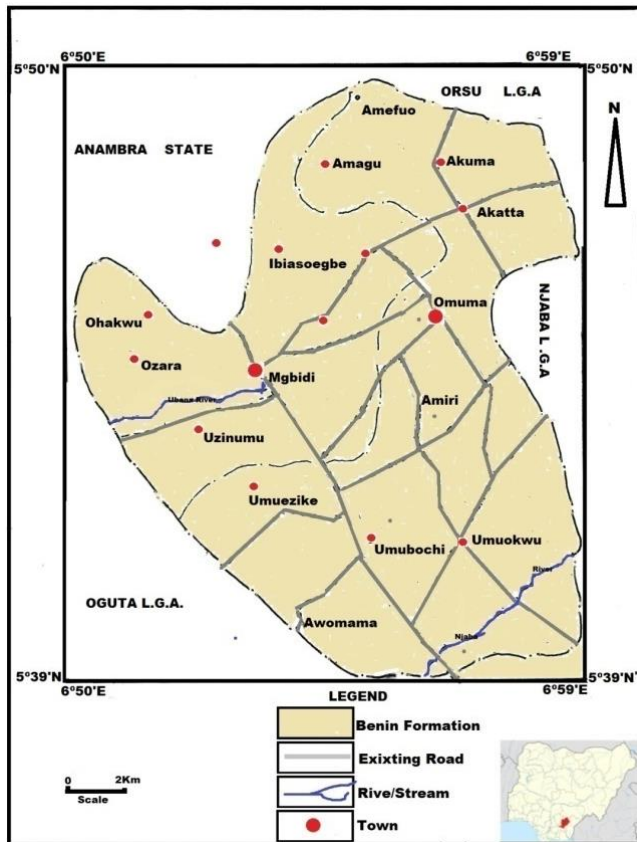 6°50'E
6°59'E
5°50'N
5°50'N
ORSU L.G.A
N
Amefuo
ANAMBRA STATE
Amagu
Akuma
Akatta
Ibiasoegbe
NJABA L.G.A
Omuma
Ohakwu
Ozara
Mgbidi
Amiri
Uzinumu
Umuezike
Umubochi
Umuokwu
River
OGUTA L.G.A.
Awomama
Njaba
5°39'N
5°39'N
6°50'E
6°59'E
LEGEND
Benin Formation
Exixting Road
0 2Km
Scale
Rive/Stream
Town